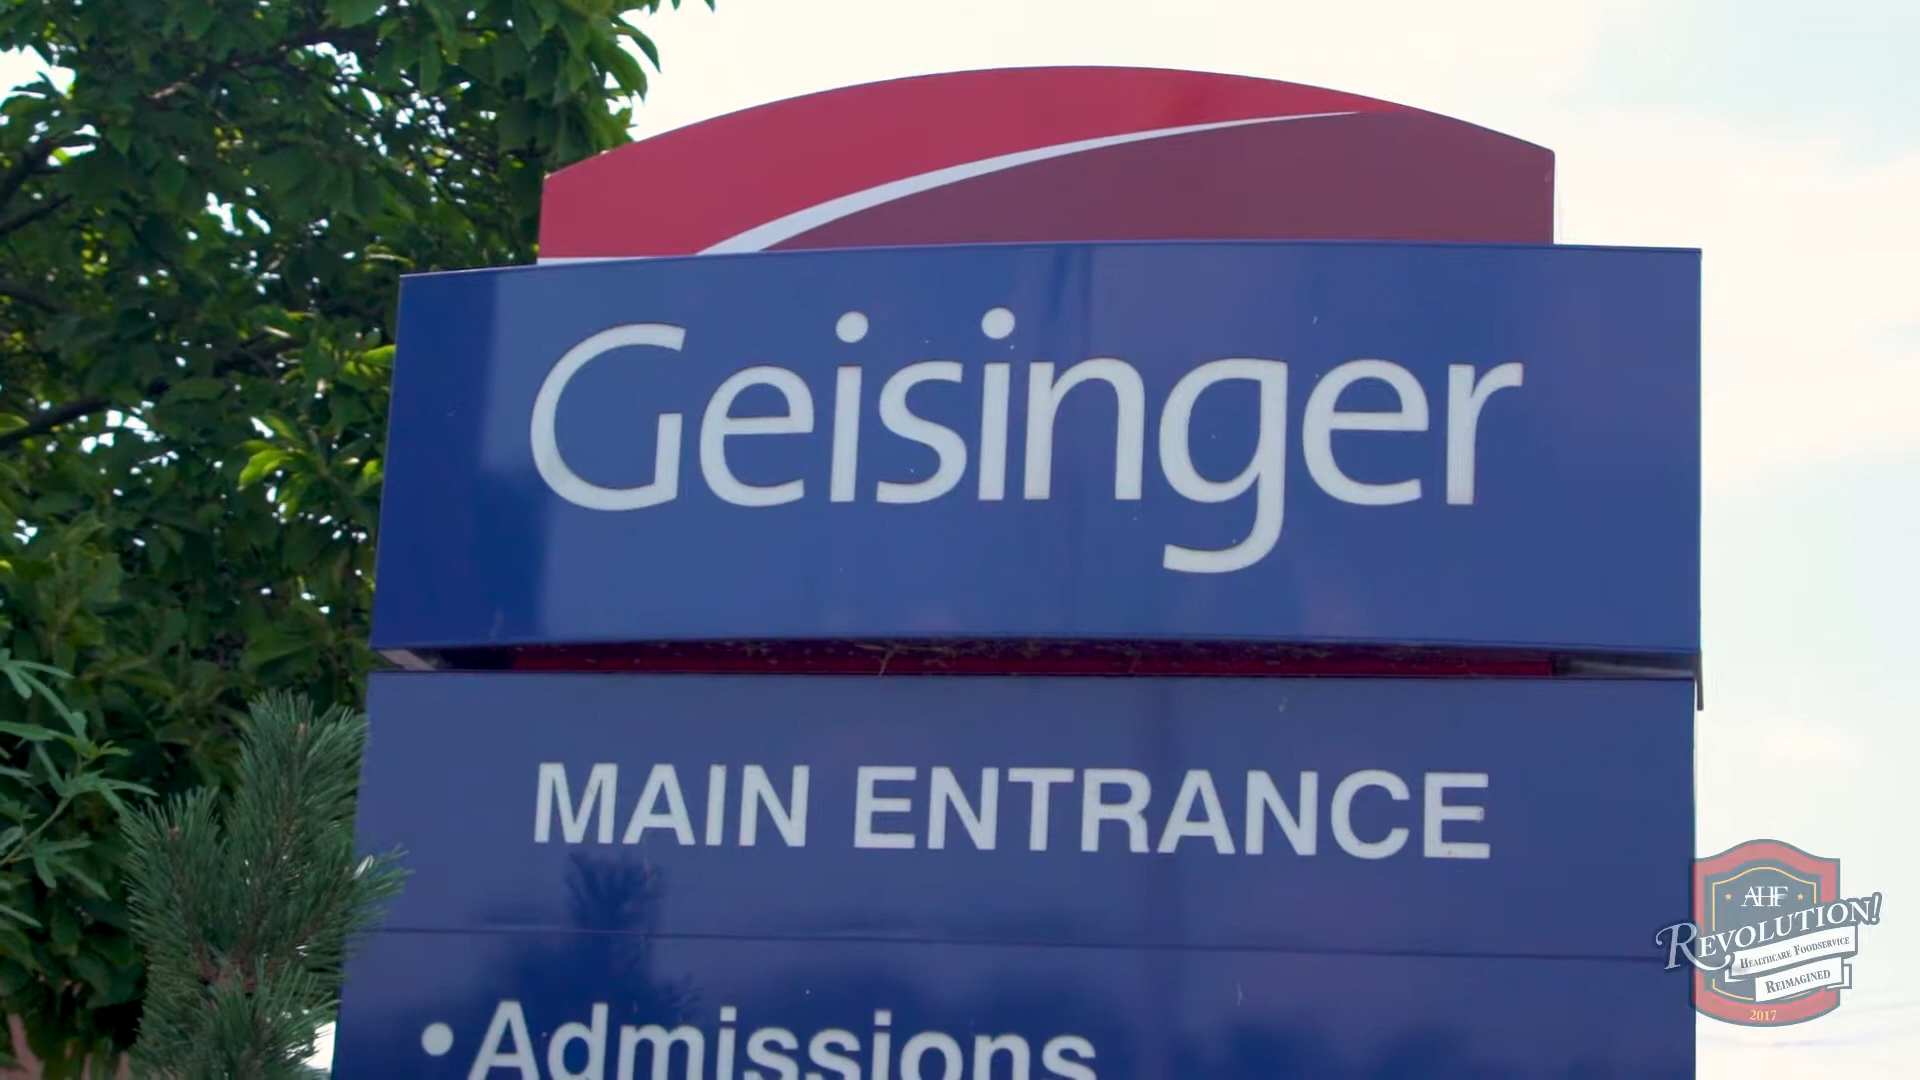 Geisinger
MAIN ENTRANCE
•Admissions
AHF
REVOLUTION!
HEALTHCARE FOODSERVICE
REIMAGINED
2017